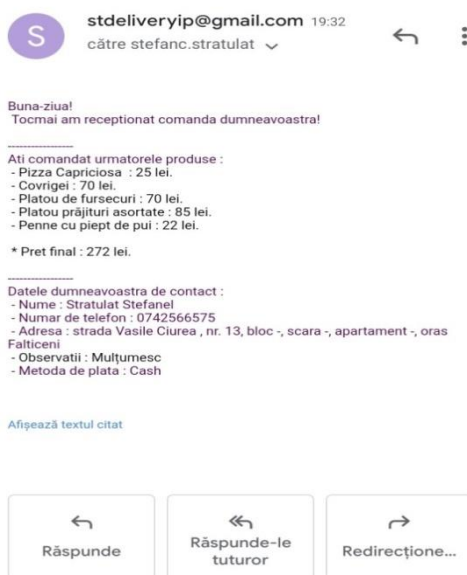 S
stdeliveryip@gmail.com 19:32
către stefanc.stratulat
Buna-ziua!
Tocmai am receptionat comanda dumneavoastra!
-----------------
Ati comandat urmatorele produse :
- Pizza Capriciosa : 25 lei.
- Covrigei : 70 lei.
- Platou de fursecuri : 70 lei.
- Platou prăjituri asortate : 85 lei.
- Penne cu piept de pui : 22 lei.
* Pret final : 272 lei.
-----------------
Datele dumneavoastra de contact :
- Nume : Stratulat Stefanel
- Numar de telefon : 0742566575
- Adresa : strada Vasile Ciurea , nr. 13, bloc -, scara -, apartament -, oras
Falticeni
- Observatii : Mulțumesc
- Metoda de plata : Cash
Afișează textul citat
Răspunde
Răspunde-le
tuturor
Redirecțione...